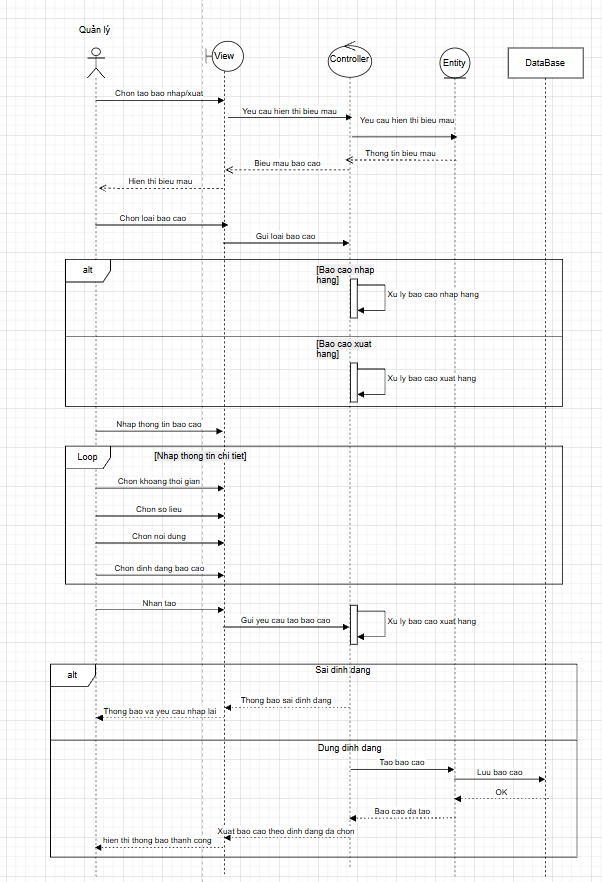 Quản lý
View
Controller
Entity
DataBase
Chon tao bao nhap/xuat
Yeu cau hien thi bieu mau
Yeu cau hien thi bieu mau
Thong tin bieu mau
Bieu mau bao cao
Hien thi bieu mau
Chon loai bao cao
Gui loai bao cao
alt
[Bao cao nhap
hang]
Xu ly bao cao nhap hang
[Bao cao xuat
hang]
Xu ly bao cao xuat hang
Nhap thong tin bao cao
Loop
[Nhap thong tin chi tiet]
Chon khoang thoi gian
Chon so lieu
Chon noi dung
Chon dinh dang bao cao
Nhan tao
Gui yeu cau tao bao cao
Xu ly bao cao xuat hang
alt
Sai dinh dang
Thong bao sai dinh dang
Thong bao va yeu cau nhap lai
Dung dinh dang
Tao bao cao
Luu bao cao
OK
Bao cao da tao
Xuat bao cao theo dinh dang da chon
hien thi thong bao thanh cong